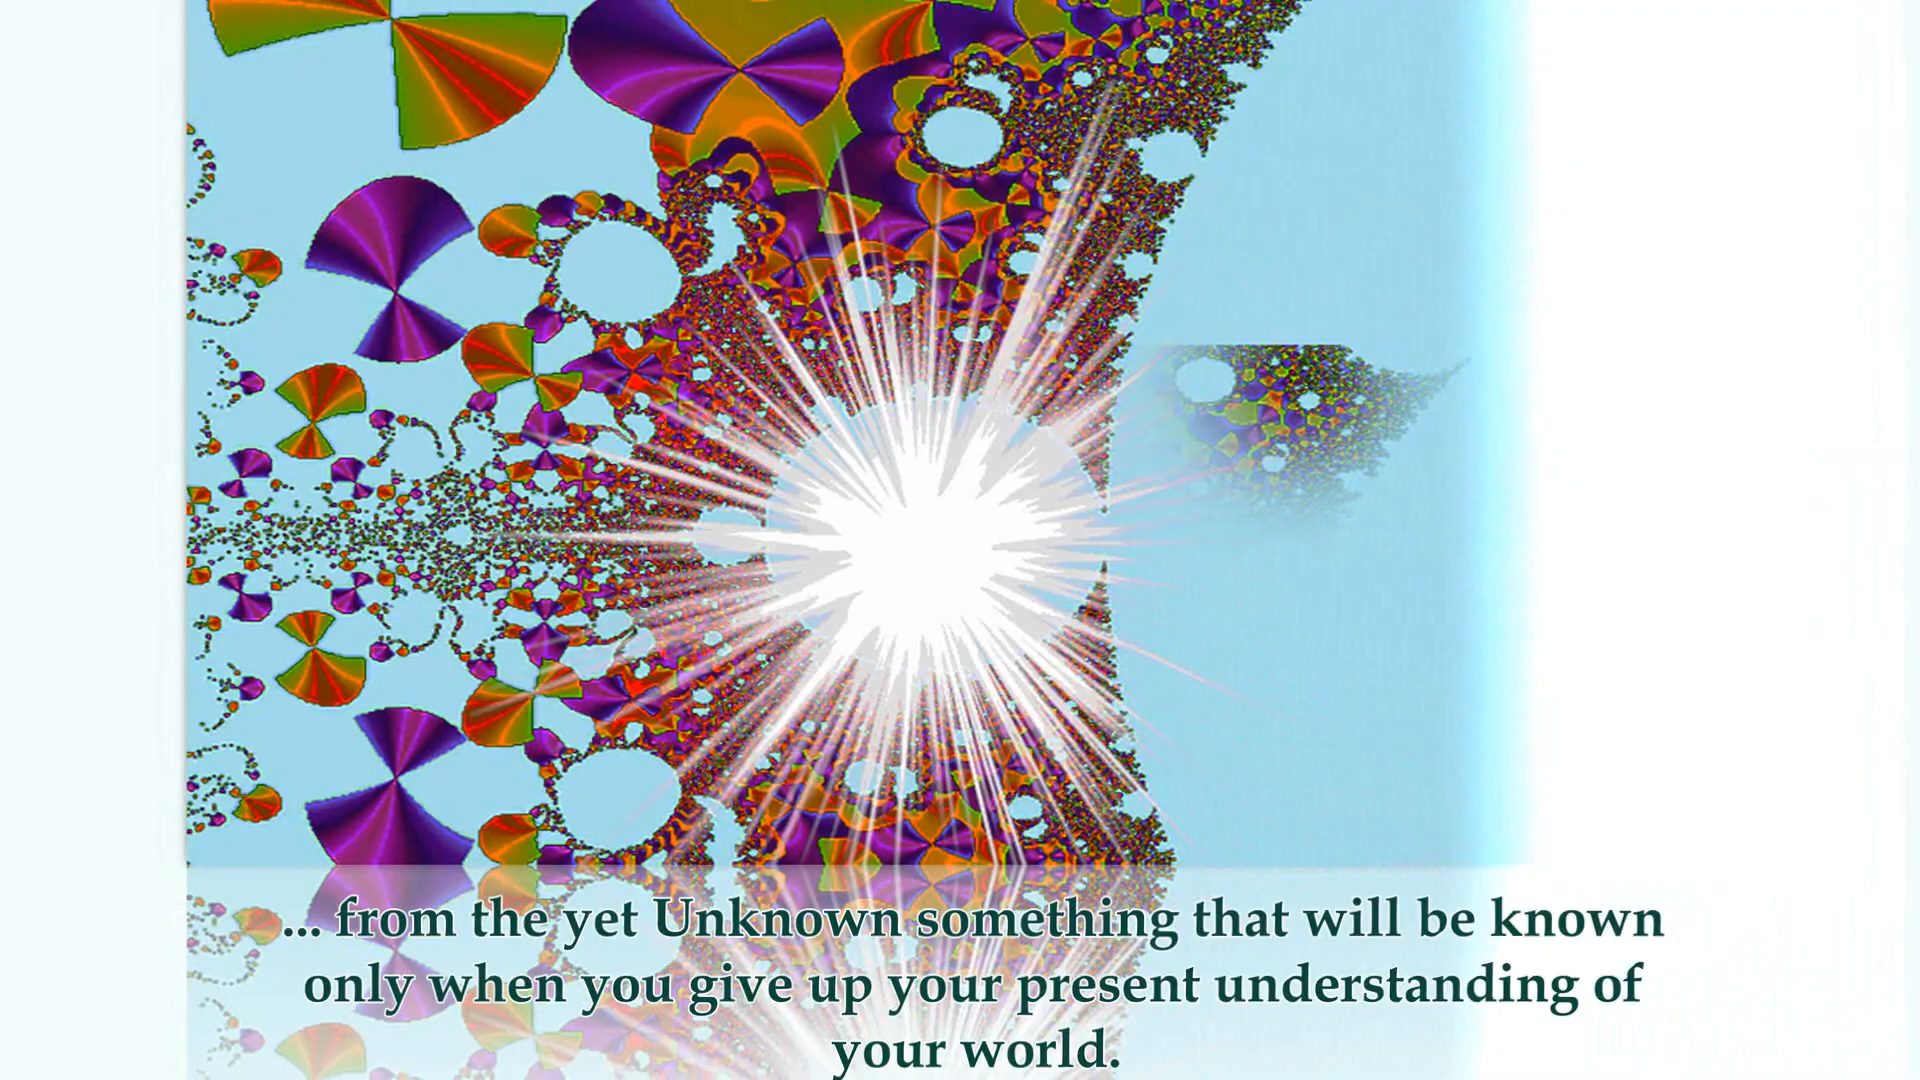 ... from the yet Unknown something that will be known
only when you give up your present understanding of
your world.